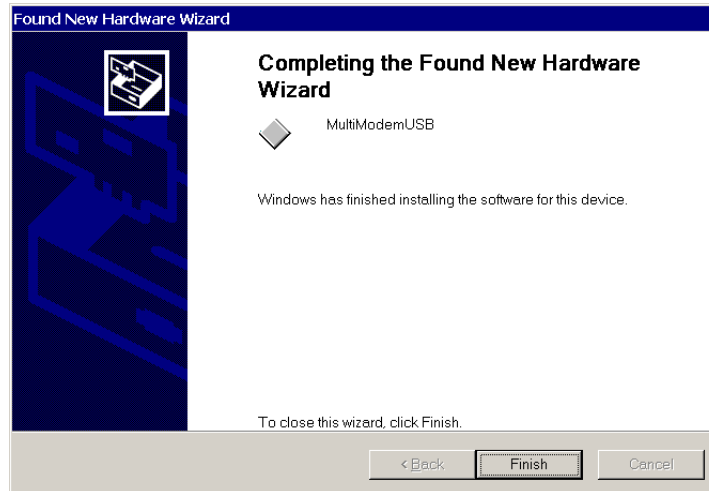 Found New Hardware Wizard
Completing the Found New Hardware
Wizard
MultiModemUSB
Windows has finished installing the software for this device.
To close this wizard, click Finish.
< Back
Finish
Cancel